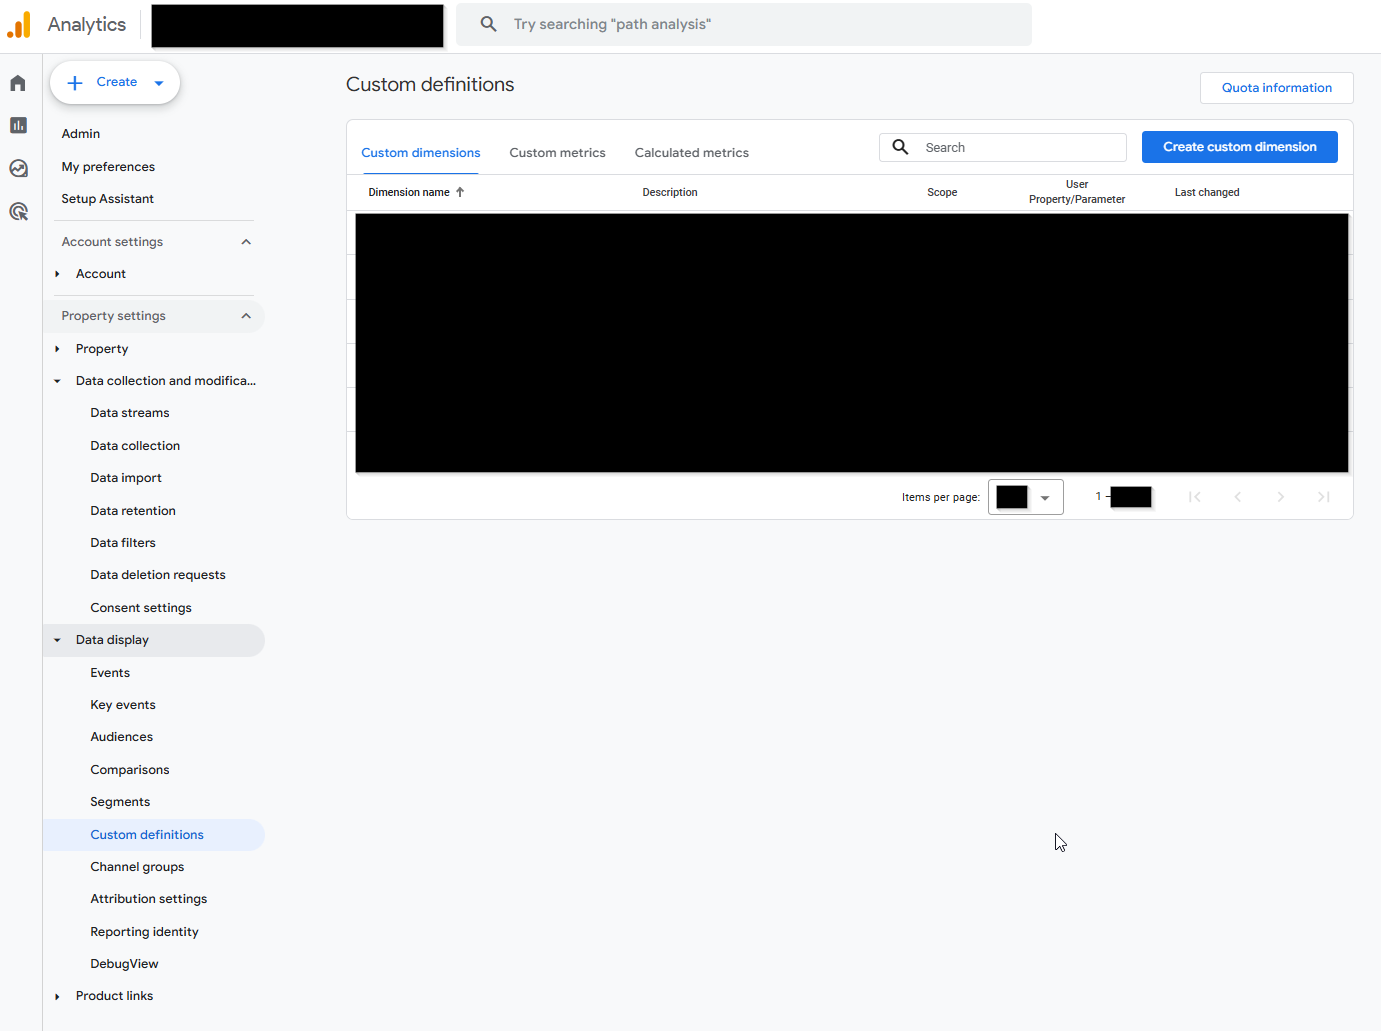 Analytics
Try searching "path analysis"
Create
Admin
My preferences
Setup Assistant
Account settings
Account
Property settings
Property
Data collection and modifica...
Data streams
Data collection
Data import
Data retention
Data filters
Data deletion requests
Consent settings
Data display
Events
Key events
Audiences
Comparisons
Segments
Custom definitions
Channel groups
Attribution settings
Reporting identity
DebugView
Product links
Custom definitions
Quota information
Custom dimensions
Custom metrics
Calculated metrics
Search
Create custom dimension
Dimension name
Description
Scope
User
Property/Parameter
Last changed
Items per page:
1 –